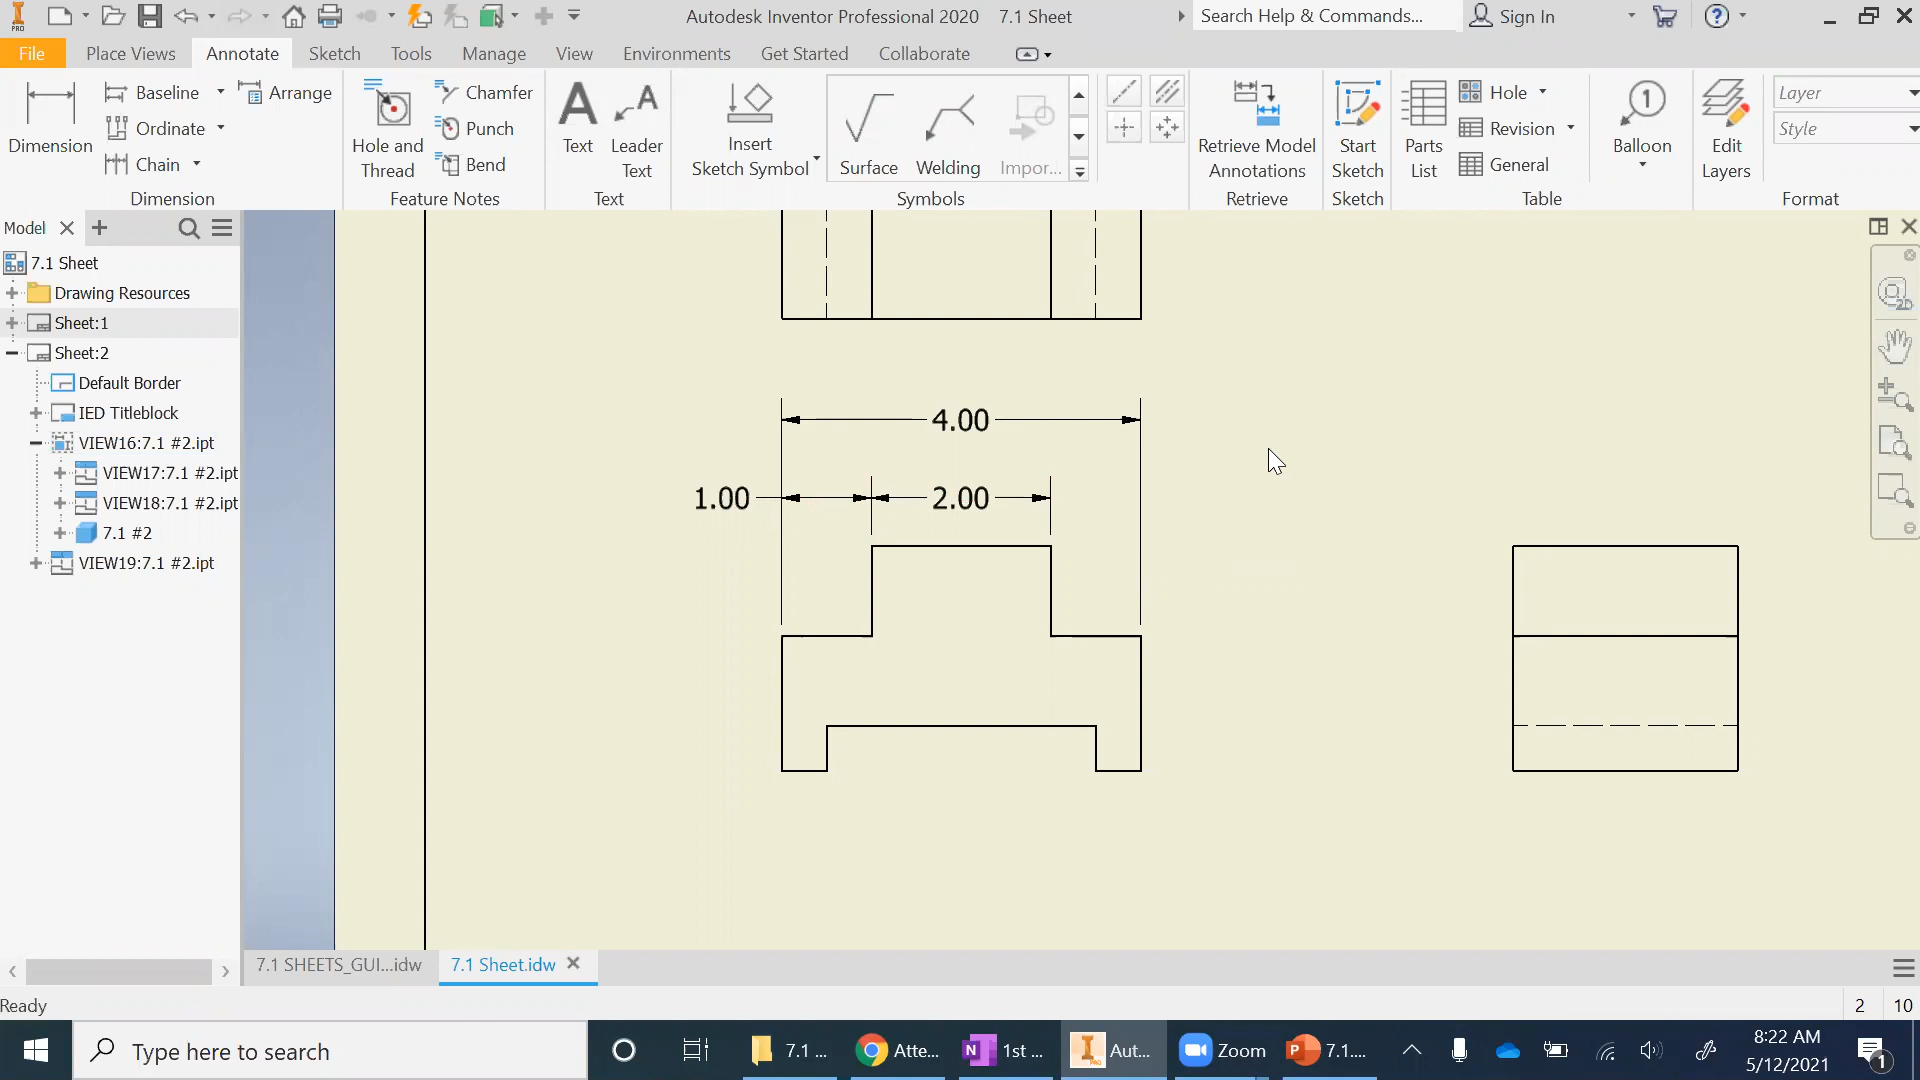 PRO
Autodesk Inventor Professional 2020 7.1 Sheet
Search Help & Commands...
Sign In
File Place Views Annotate Sketch Tools Manage View Environments Get Started Collaborate
Dimension
Baseline
Ordinate
Chain
Arrange
Dimension
Hole and
Thread
Chamfer
Punch
Bend
Feature Notes
Text
Leader
Text
Text
Insert
Sketch Symbol
Surface
Welding
Impor...
Symbols
Retrieve Model
Annotations
Retrieve
Start
Sketch
Sketch
Parts
List
Hole
Revision
General
Table
1
Balloon
Edit
Layers
Layer
Style
Format
Model
7.1 Sheet
Drawing Resources
Sheet:1
Sheet:2
Default Border
IED Titleblock
VIEW16:7.1 #2.ipt
VIEW17:7.1 #2.ipt
VIEW18:7.1 #2.ipt
7.1 #2
VIEW19:7.1 #2.ipt
4.00
1.00
2.00
7.1 SHEETS_GUI...idw
7.1 Sheet.idw
Ready
2 10
Type here to search
7.1 ...
Atte...
1st ...
Aut...
Zoom
7.1....
8:22 AM
5/12/2021
1